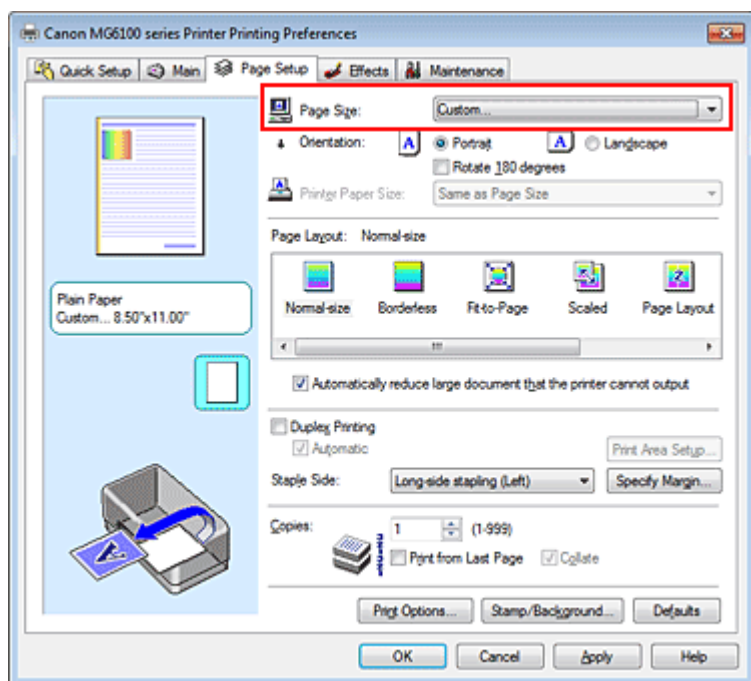 Canon MG6100 series Printer Printing Preferences
Quick Setup Main Page Setup Effects Maintenance
Page Size: Custom...
Orientation: A Portrait A Landscape
Rotate 180 degrees
Printer Paper Size: Same as Page Size
Page Layout: Normal-size
Normal-size Borderless Fit-to-Page Scaled Page Layout
Plain Paper
Custom... 8.50"x11.00"
Automatically reduce large document that the printer cannot output
Duplex Printing
Automatic Print Area Setup...
Staple Side: Long-side stapling (Left) Specify Margin...
Copies: 1 (1-999)
Print from Last Page Collate
Print Options... Stamp/Background... Defaults
OK Cancel Apply Help